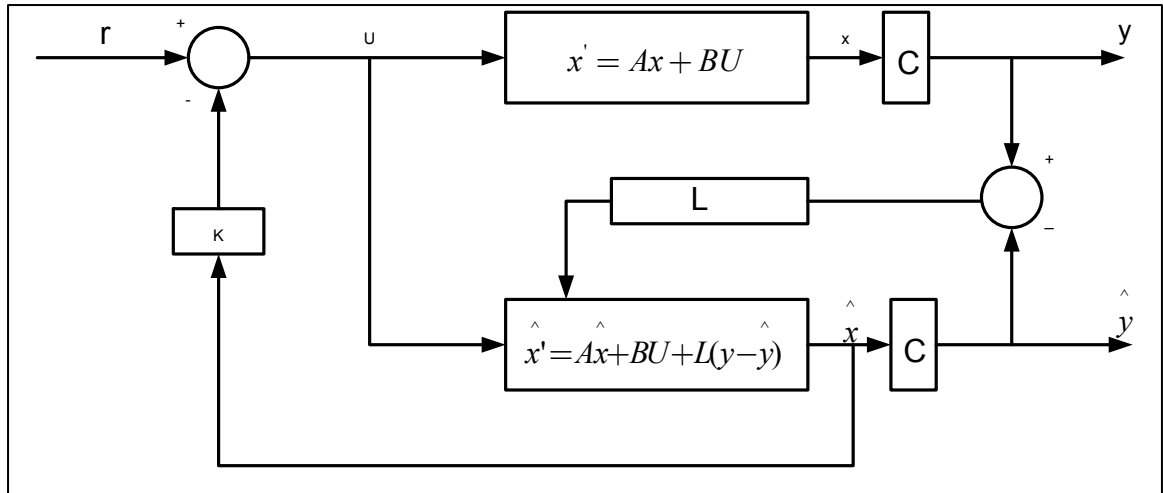 r
+
-
U
x' = Ax + BU
x
C
y
K
L
+
–
x̂' = Ax̂ + BU + L(y − ŷ)
x̂
C
ŷ